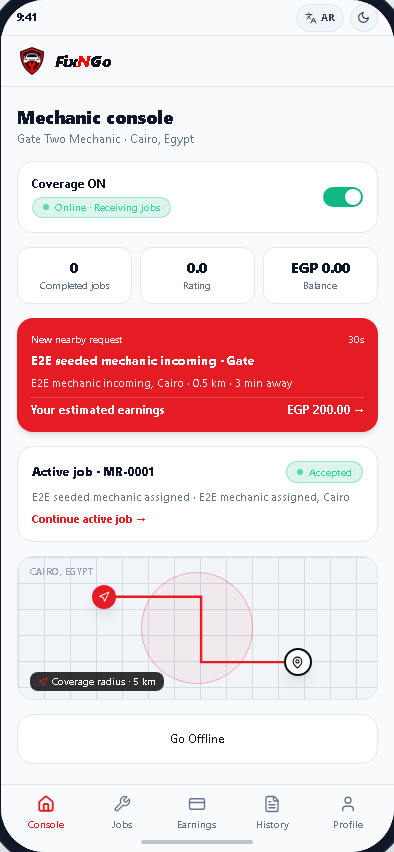 9:41
AR
FixNGo
Mechanic console
Gate Two Mechanic · Cairo, Egypt
Coverage ON
Online · Receiving jobs
0
Completed jobs
0.0
Rating
EGP 0.00
Balance
New nearby request
30s
E2E seeded mechanic incoming · Gate
E2E mechanic incoming, Cairo · 0.5 km · 3 min away
Your estimated earnings
EGP 200.00 →
Active job · MR-0001
Accepted
E2E seeded mechanic assigned · E2E mechanic assigned, Cairo
Continue active job →
CAIRO, EGYPT
Coverage radius · 5 km
Go Offline
Console
Jobs
Earnings
History
Profile